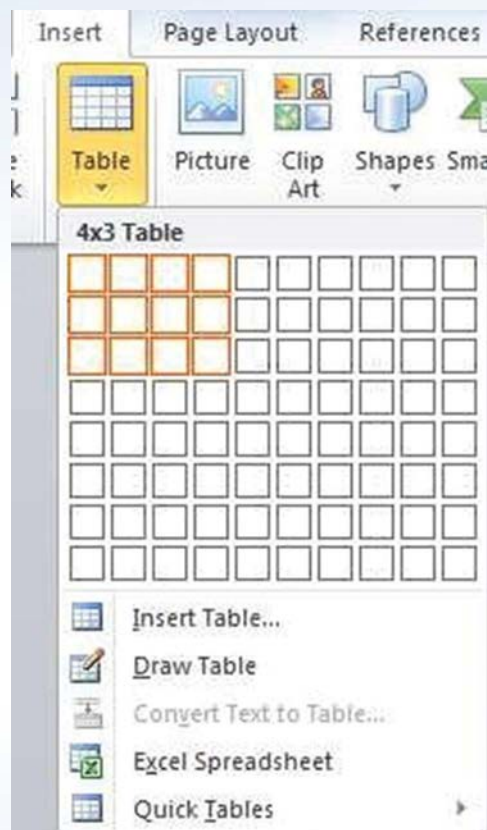 Insert Page Layout References
Table Picture Clip Art Shapes Sma
4x3 Table
Insert Table...
Draw Table
Convert Text to Table...
Excel Spreadsheet
Quick Tables